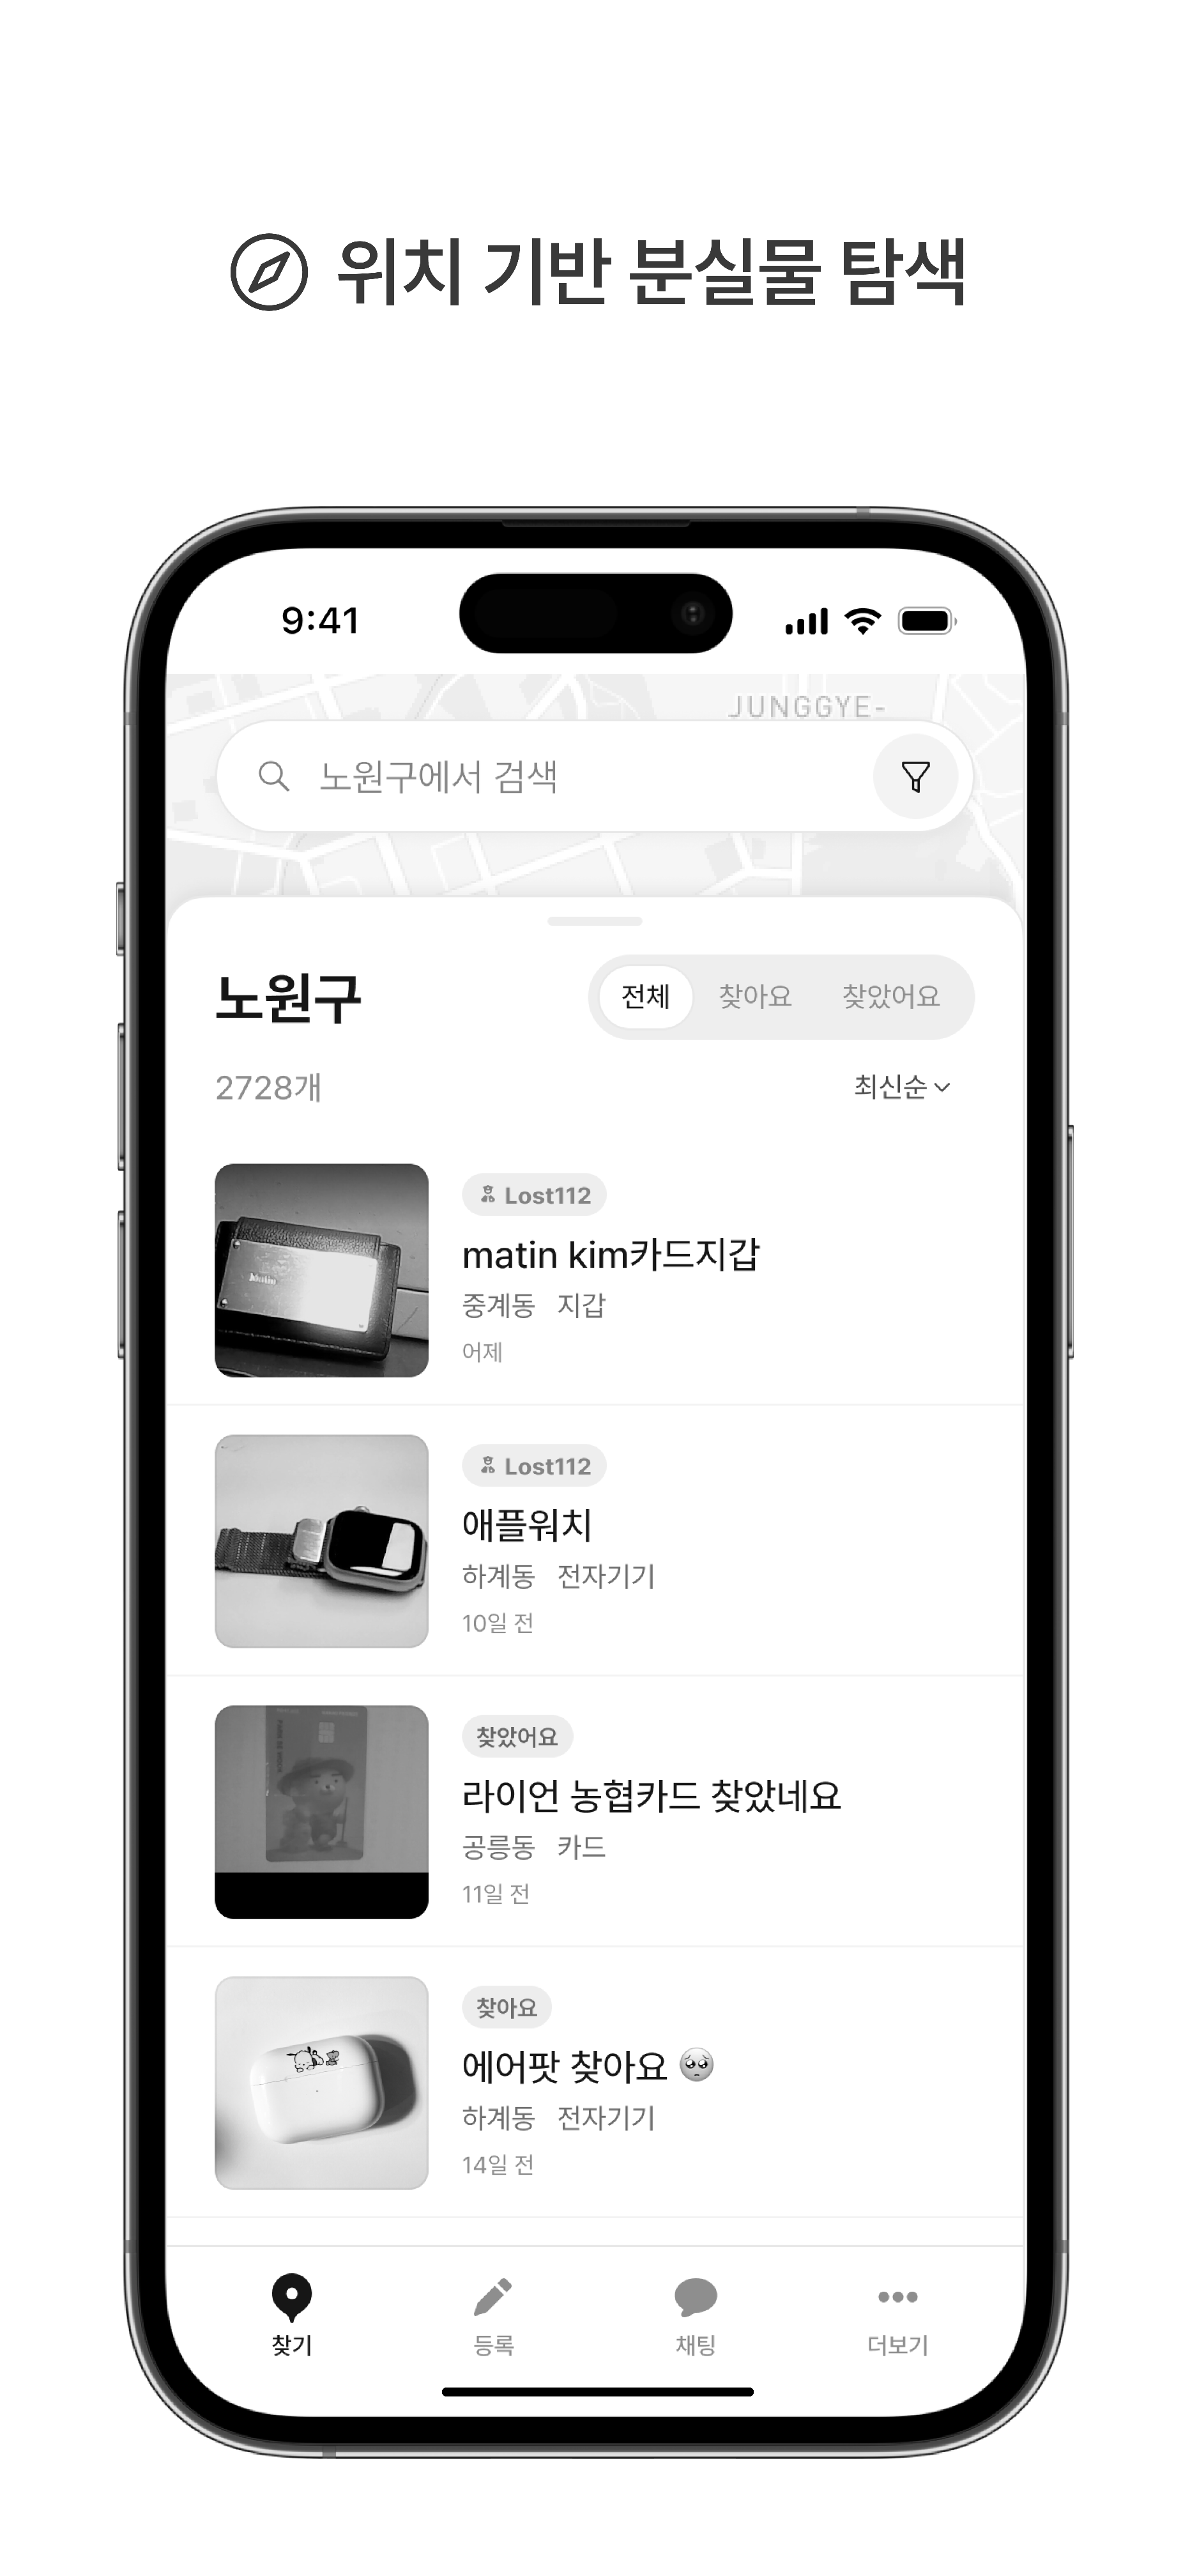 위치 기반 분실물 탐색
9:41
JUNGGYE-
노원구에서 검색
노원구
전체 찾아요 찾았어요
2728개
최신순
Lost112
matin kim카드지갑
중계동 지갑
어제
Lost112
애플워치
하계동 전자기기
10일 전
찾았어요
라이언 농협카드 찾았네요
공릉동 카드
11일 전
찾아요
에어팟 찾아요 🥺
하계동 전자기기
14일 전
찾기 등록 채팅 더보기